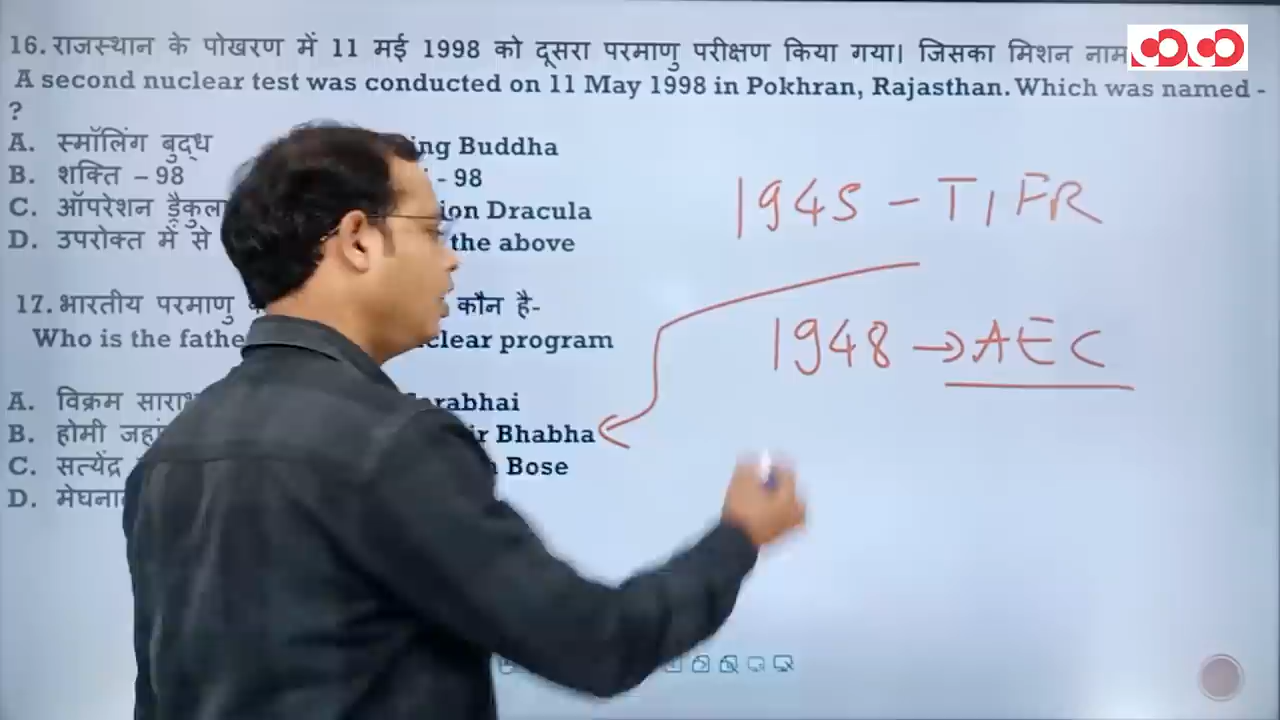 16. राजस्थान के पोखरण में 11 मई 1998 को दूसरा परमाणु परीक्षण किया गया। जिसका मिशन नाम
A second nuclear test was conducted on 11 May 1998 in Pokhran, Rajasthan. Which was named -
?
A. स्मॉलिंग बुद्ध ing Buddha
B. शक्ति – 98 - 98
C. ऑपरेशन ड्रैकुला ion Dracula
D. उपरोक्त में से the above
1945 - TIFR
17. भारतीय परमाणु कौन है-
Who is the fathe clear program
1948 → AEC
A. विक्रम साराभ arabhai
B. होमी जहां ir Bhabha
C. सत्येंद्र Bose
D. मेघना